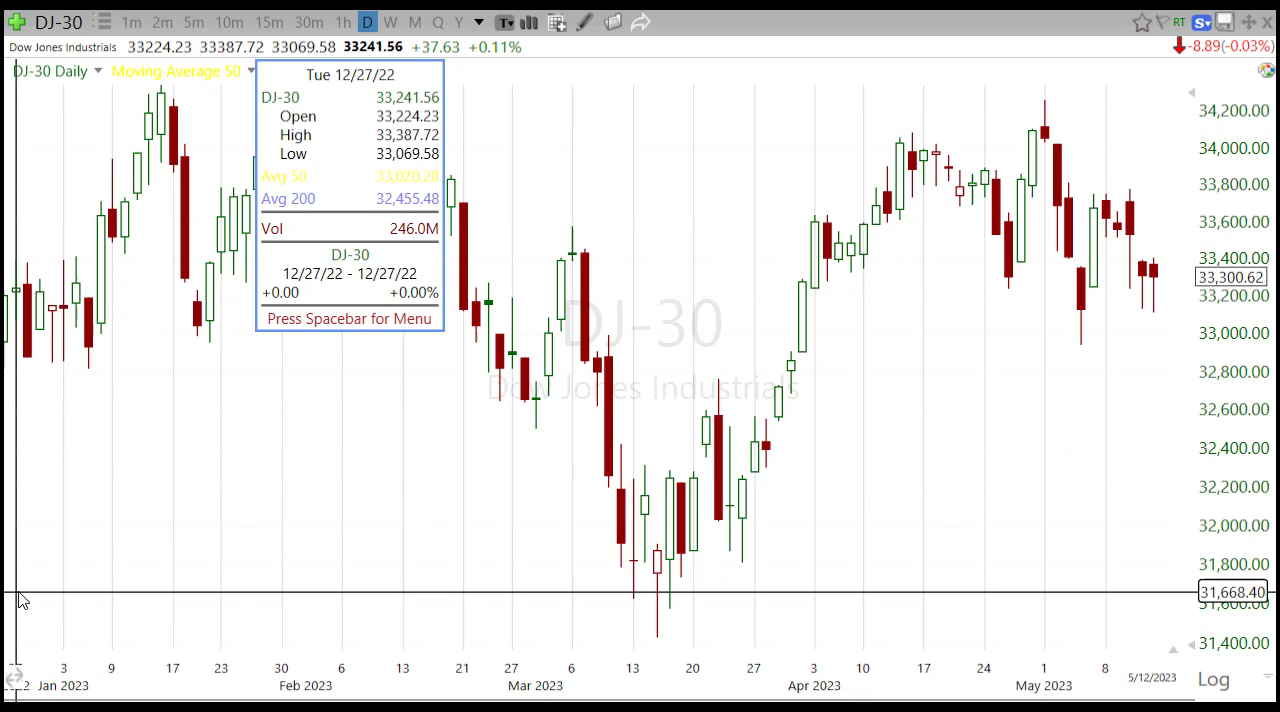 DJ-30 1m 2m 5m 10m 15m 30m 1h D W M Q Y T RT S
Dow Jones Industrials 33224.23 33387.72 33069.58 33241.56 +37.63 +0.11% -8.89(-0.03%)
DJ-30 Daily Moving Average 50
Tue 12/27/22
DJ-30 33,241.56
Open 33,224.23
High 33,387.72
Low 33,069.58
Avg 50 33,020.28
Avg 200 32,455.48
Vol 246.0M
DJ-30
12/27/22 - 12/27/22
+0.00 +0.00%
Press Spacebar for Menu
DJ-30
Dow Jones Industrials
34,200.00
34,000.00
33,800.00
33,600.00
33,400.00
33,300.62
33,200.00
33,000.00
32,800.00
32,600.00
32,400.00
32,200.00
32,000.00
31,800.00
31,668.40
31,600.00
31,400.00
3 9 17 23 30 6 13 21 27 6 13 20 27 3 10 17 24 1 8
Jan 2023 Feb 2023 Mar 2023 Apr 2023 May 2023 5/12/2023 Log